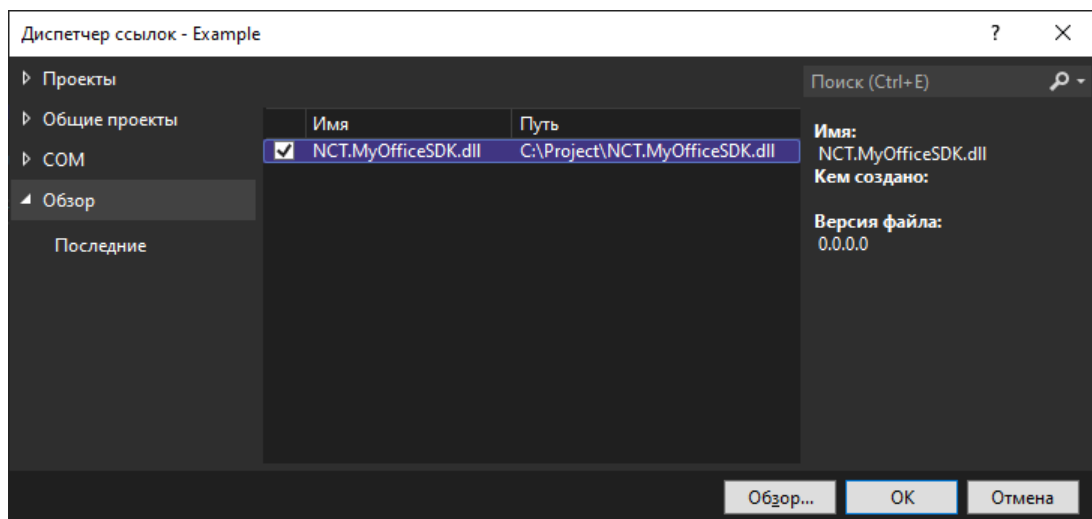 Диспетчер ссылок - Example
?
Проекты
Общие проекты
COM
Обзор
Последние
Имя Путь
NCT.MyOfficeSDK.dll C:\Project\NCT.MyOfficeSDK.dll
Поиск (Ctrl+E)
Имя:
NCT.MyOfficeSDK.dll
Кем создано:
Версия файла:
0.0.0.0
Обзор... ОК Отмена